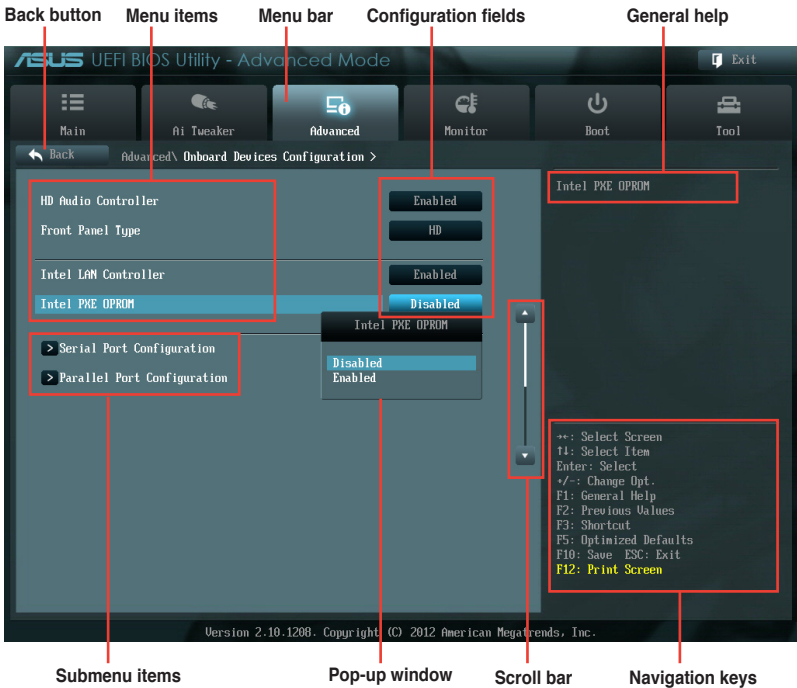 Back button Menu items Menu bar Configuration fields General help
ASUS UEFI BIOS Utility - Advanced Mode Exit
Main Ai Tweaker Advanced Monitor Boot Tool
Back Advanced\ Onboard Devices Configuration >
Intel PXE OPROM
HD Audio Controller Enabled
Front Panel Type HD
Intel LAN Controller Enabled
Intel PXE OPROM Disabled
Intel PXE OPROM
Disabled
Enabled
> Serial Port Configuration
> Parallel Port Configuration
→←: Select Screen
↑↓: Select Item
Enter: Select
+/-: Change Opt.
F1: General Help
F2: Previous Values
F3: Shortcut
F5: Optimized Defaults
F10: Save ESC: Exit
F12: Print Screen
Version 2.10.1208. Copyright (C) 2012 American Megatrends, Inc.
Submenu items Pop-up window Scroll bar Navigation keys